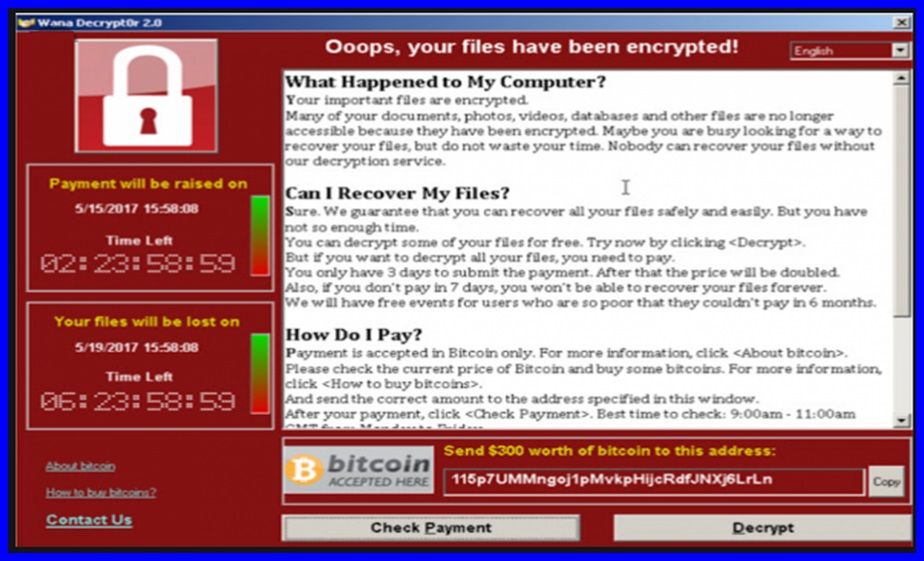 Wana Decrypt0r 2.0
Ooops, your files have been encrypted!
English
Payment will be raised on
5/15/2017 15:58:08
Time Left
02:23:58:59
Your files will be lost on
5/19/2017 15:58:08
Time Left
06:23:58:59
About bitcoin
How to buy bitcoins?
Contact Us
What Happened to My Computer?
Your important files are encrypted.
Many of your documents, photos, videos, databases and other files are no longer
accessible because they have been encrypted. Maybe you are busy looking for a way to
recover your files, but do not waste your time. Nobody can recover your files without
our decryption service.
Can I Recover My Files?
Sure. We guarantee that you can recover all your files safely and easily. But you have
not so enough time.
You can decrypt some of your files for free. Try now by clicking <Decrypt>.
But if you want to decrypt all your files, you need to pay.
You only have 3 days to submit the payment. After that the price will be doubled.
Also, if you don't pay in 7 days, you won't be able to recover your files forever.
We will have free events for users who are so poor that they couldn't pay in 6 months.
How Do I Pay?
Payment is accepted in Bitcoin only. For more information, click <About bitcoin>.
Please check the current price of Bitcoin and buy some bitcoins. For more information,
click <How to buy bitcoins>.
And send the correct amount to the address specified in this window.
After your payment, click <Check Payment>. Best time to check: 9:00am - 11:00am
GMT from Monday to Friday.
bitcoin
ACCEPTED HERE
Send $300 worth of bitcoin to this address:
115p7UMMngoj1pMvkpHijcRdfJNXj6LrLn
Copy
Check Payment
Decrypt